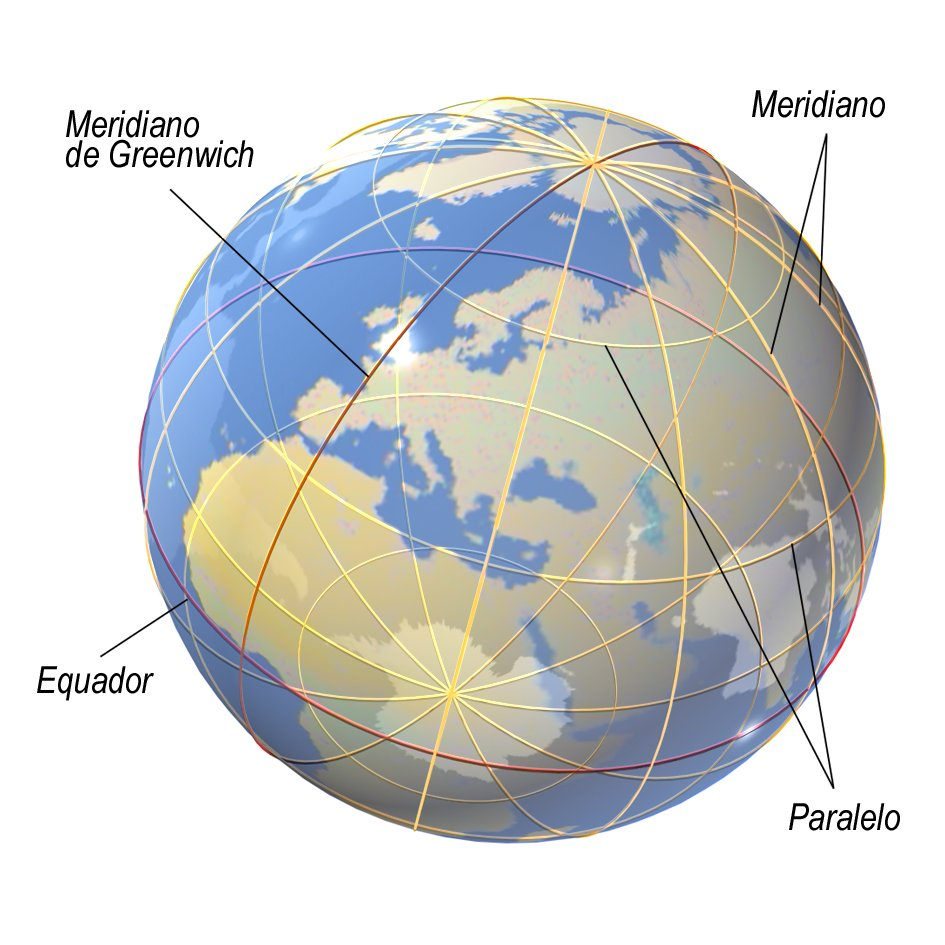 Meridiano
de Greenwich
Meridiano
Equador
Paralelo